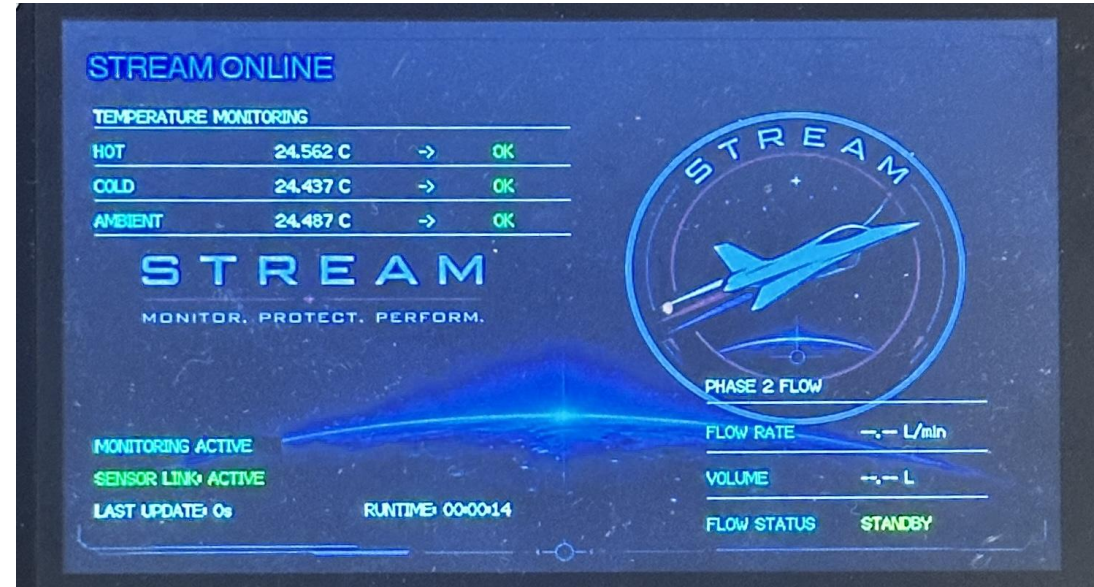 STREAM ONLINE
TEMPERATURE MONITORING
HOT 24.562 C -> OK
COLD 24.437 C -> OK
AMBIENT 24.487 C -> OK
STREAM
MONITOR. PROTECT. PERFORM.
MONITORING ACTIVE
SENSOR LINK: ACTIVE
LAST UPDATE: 0s RUNTIME: 00:00:14
STREAM
PHASE 2 FLOW
FLOW RATE --.-- L/min
VOLUME --.-- L
FLOW STATUS STANDBY